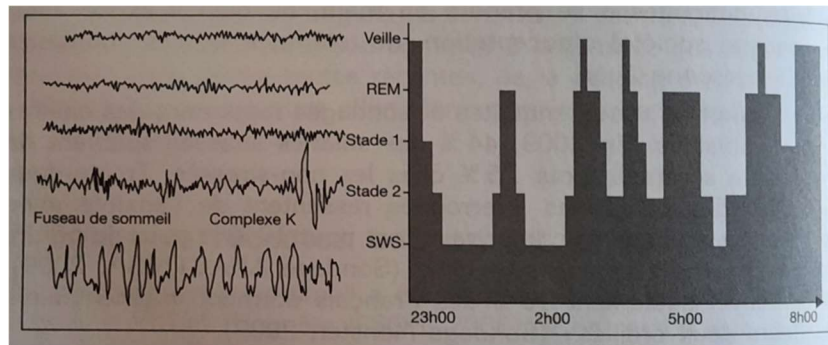 Veille
REM
Stade 1
Stade 2
Fuseau de sommeil Complexe K
SWS
23h00 2h00 5h00 8h00